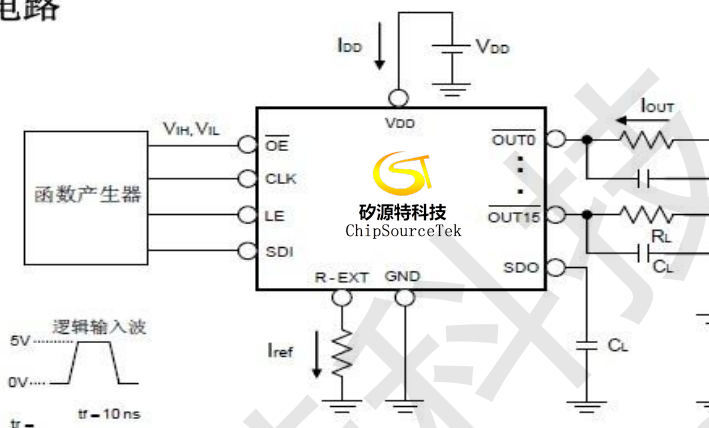 电路
IDD
VDD
IOUT
VIH, VIL
VDD
OE
OUT0
CLK
函数产生器
矽源特科技
ChipSourceTek
LE
OUT15
RL
SDI
SDO
CL
R-EXT
GND
逻辑输入波
5V
Iref
CL
0V
tf=10 ns
tr=